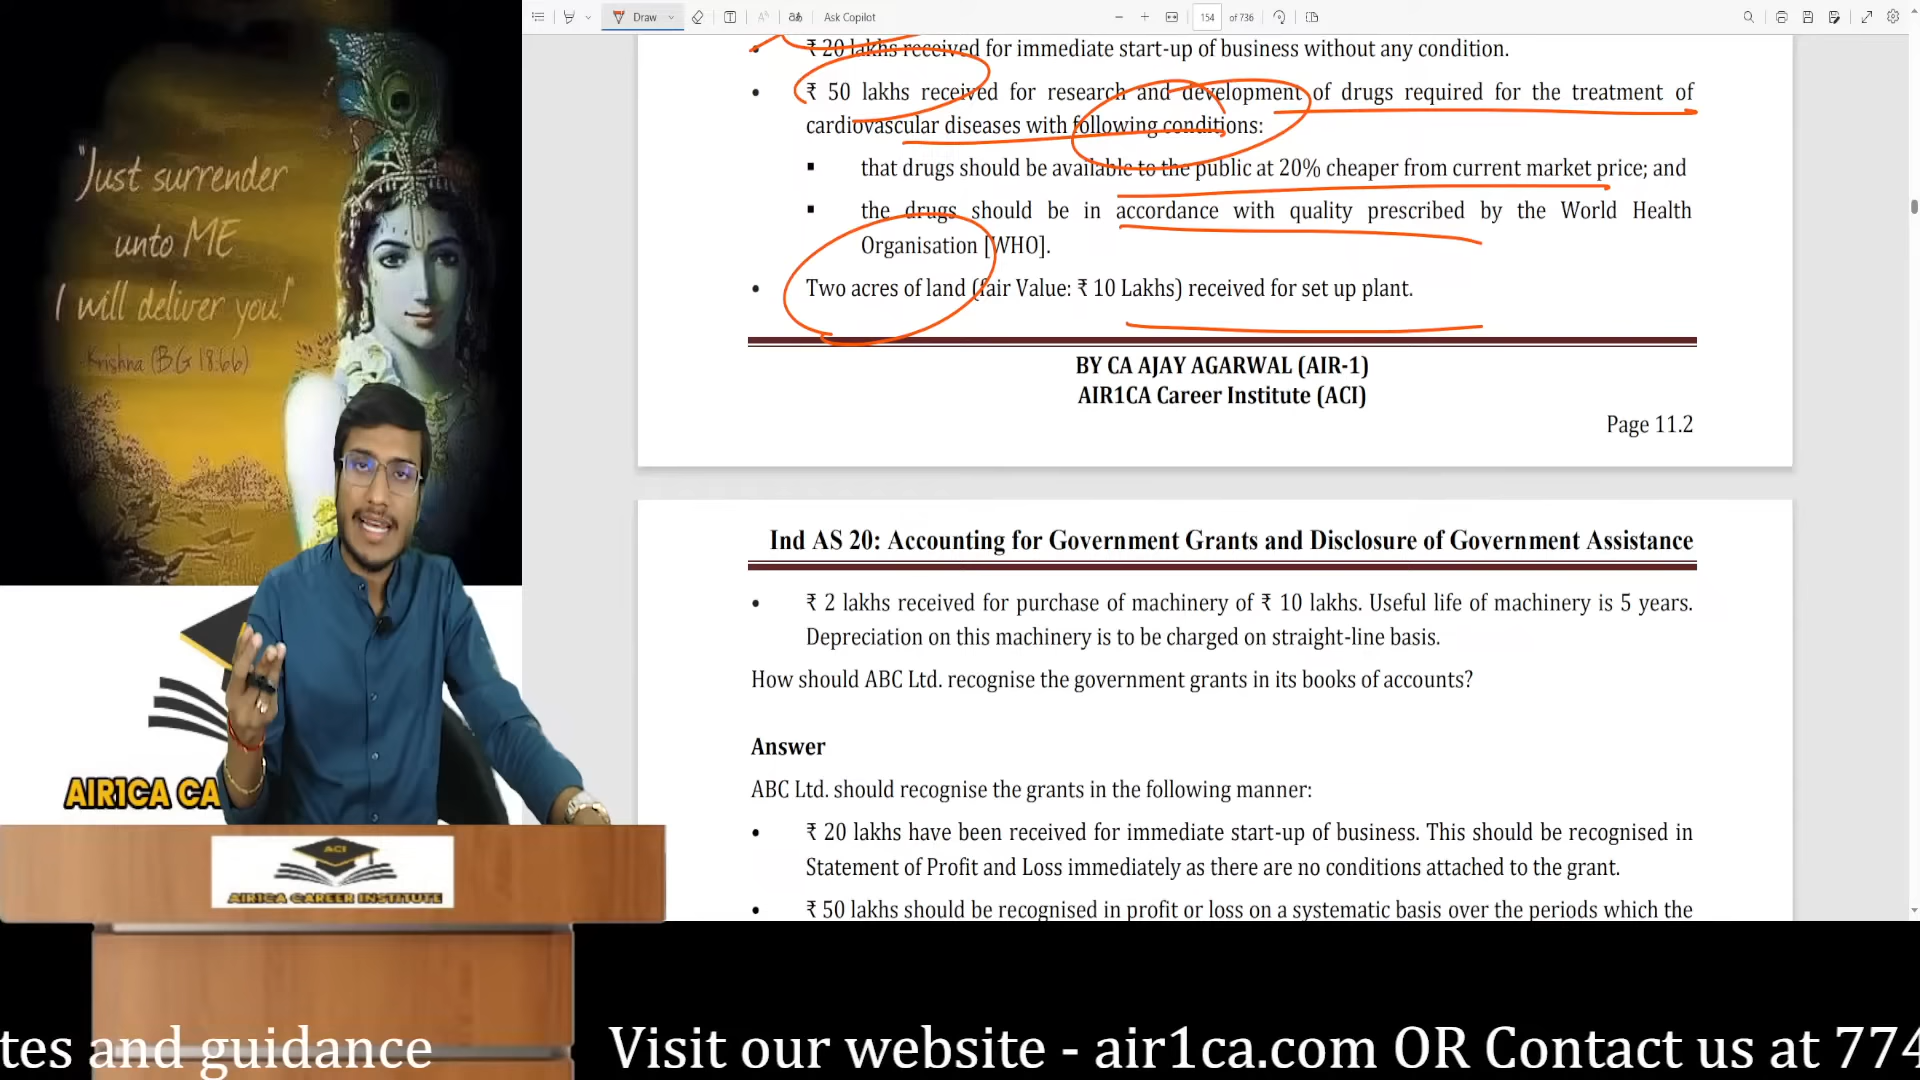 "Just surrender
unto ME
I will deliver you!"
Krishna (B.G 18:66)
Draw
Ask Copilot
154 of 736
₹ 20 lakhs received for immediate start-up of business without any condition.
• ₹ 50 lakhs received for research and development of drugs required for the treatment of
cardiovascular diseases with following conditions:
▪ that drugs should be available to the public at 20% cheaper from current market price; and
▪ the drugs should be in accordance with quality prescribed by the World Health
Organisation [WHO].
• Two acres of land (fair Value: ₹ 10 Lakhs) received for set up plant.
BY CA AJAY AGARWAL (AIR-1)
AIR1CA Career Institute (ACI)
Page 11.2
Ind AS 20: Accounting for Government Grants and Disclosure of Government Assistance
• ₹ 2 lakhs received for purchase of machinery of ₹ 10 lakhs. Useful life of machinery is 5 years.
Depreciation on this machinery is to be charged on straight-line basis.
How should ABC Ltd. recognise the government grants in its books of accounts?
Answer
ABC Ltd. should recognise the grants in the following manner:
• ₹ 20 lakhs have been received for immediate start-up of business. This should be recognised in
Statement of Profit and Loss immediately as there are no conditions attached to the grant.
• ₹ 50 lakhs should be recognised in profit or loss on a systematic basis over the periods which the
AIR1CA CA
ACI
AIR1CA CAREER INSTITUTE
tes and guidance
Visit our website - air1ca.com OR Contact us at 774